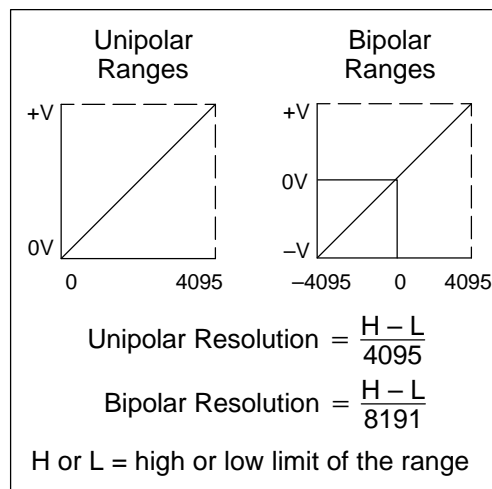 Unipolar
Ranges
Bipolar
Ranges
+V
0V
0
4095
+V
0V
–V
–4095
0
4095
Unipolar Resolution = H – L
4095
Bipolar Resolution = H – L
8191
H or L = high or low limit of the range